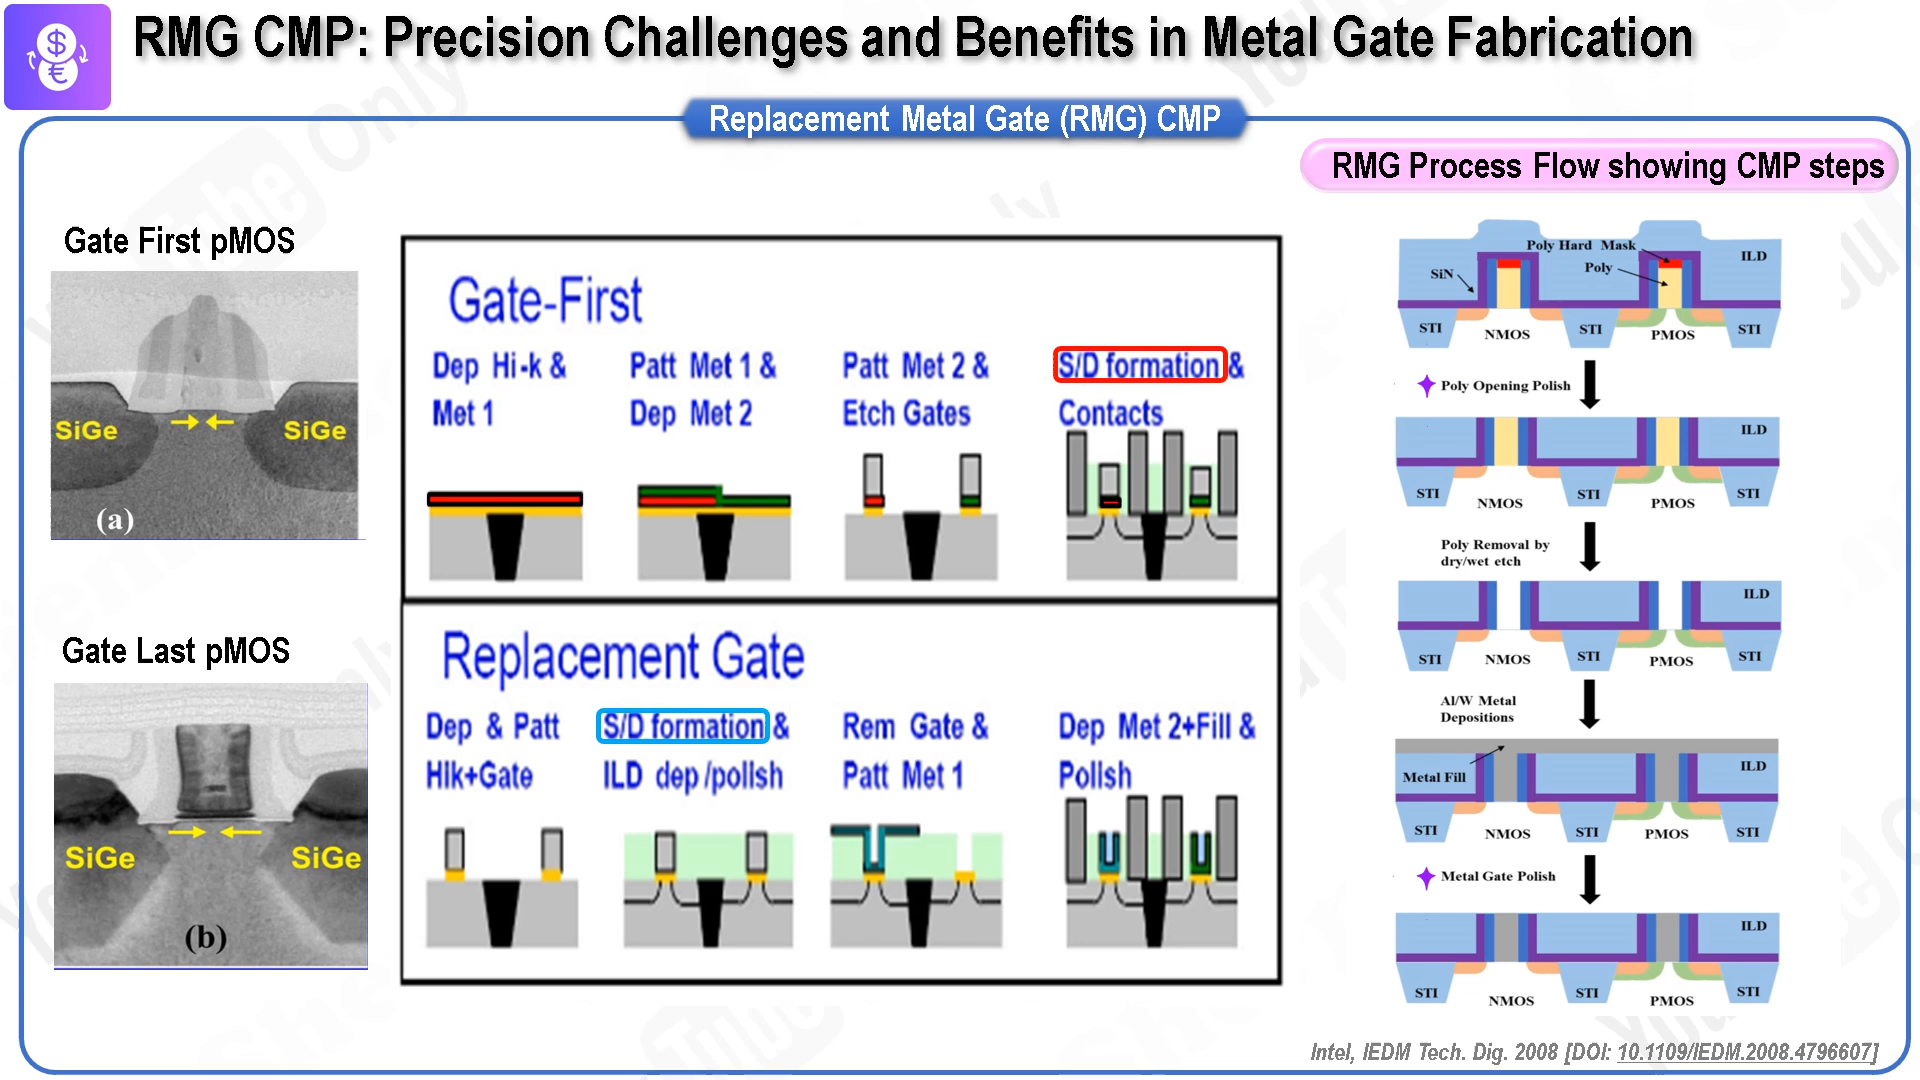 RMG CMP: Precision Challenges and Benefits in Metal Gate Fabrication
Replacement Metal Gate (RMG) CMP
Gate First pMOS
SiGe
SiGe
(a)
Gate Last pMOS
SiGe
SiGe
(b)
Gate-First
Dep Hi-k &
Met 1
Patt Met 1 &
Dep Met 2
Patt Met 2 &
Etch Gates
S/D formation &
Contacts
Replacement Gate
Dep & Patt
HIk+Gate
S/D formation &
ILD dep /polish
Rem Gate &
Patt Met 1
Dep Met 2+Fill &
Polish
RMG Process Flow showing CMP steps
Poly Hard Mask
ILD
SiN
Poly
STI
NMOS
STI
PMOS
STI
Poly Opening Polish
ILD
STI
NMOS
STI
PMOS
STI
Poly Removal by
dry/wet etch
ILD
STI
NMOS
STI
PMOS
STI
Al/W Metal
Depositions
Metal Fill
ILD
STI
NMOS
STI
PMOS
STI
Metal Gate Polish
ILD
STI
NMOS
STI
PMOS
STI
Intel, IEDM Tech. Dig. 2008 [DOI: 10.1109/IEDM.2008.4796607]